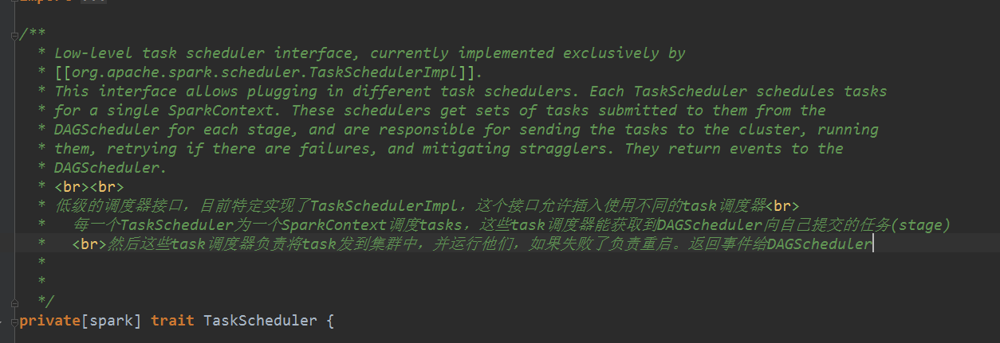 import ...
/**
* Low-level task scheduler interface, currently implemented exclusively by
* [[org.apache.spark.scheduler.TaskSchedulerImpl]].
* This interface allows plugging in different task schedulers. Each TaskScheduler schedules tasks
* for a single SparkContext. These schedulers get sets of tasks submitted to them from the
* DAGScheduler for each stage, and are responsible for sending the tasks to the cluster, running
* them, retrying if there are failures, and mitigating stragglers. They return events to the
* DAGScheduler.
* <br><br>
* 低级的调度器接口，目前特定实现了TaskSchedulerImpl，这个接口允许插入使用不同的task调度器<br>
* 每一个TaskScheduler为一个SparkContext调度tasks，这些task调度器能获取到DAGScheduler向自己提交的任务(stage)
* <br>然后这些task调度器负责将task发到集群中，并运行他们，如果失败了负责重启。返回事件给DAGScheduler
*
*
*/
private[spark] trait TaskScheduler {